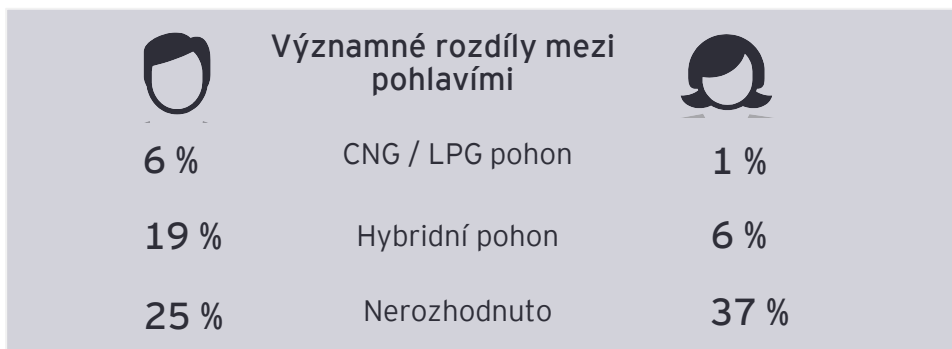 Významné rozdíly mezi
pohlavími
6 % CNG / LPG pohon 1 %
19 % Hybridní pohon 6 %
25 % Nerozhodnuto 37 %